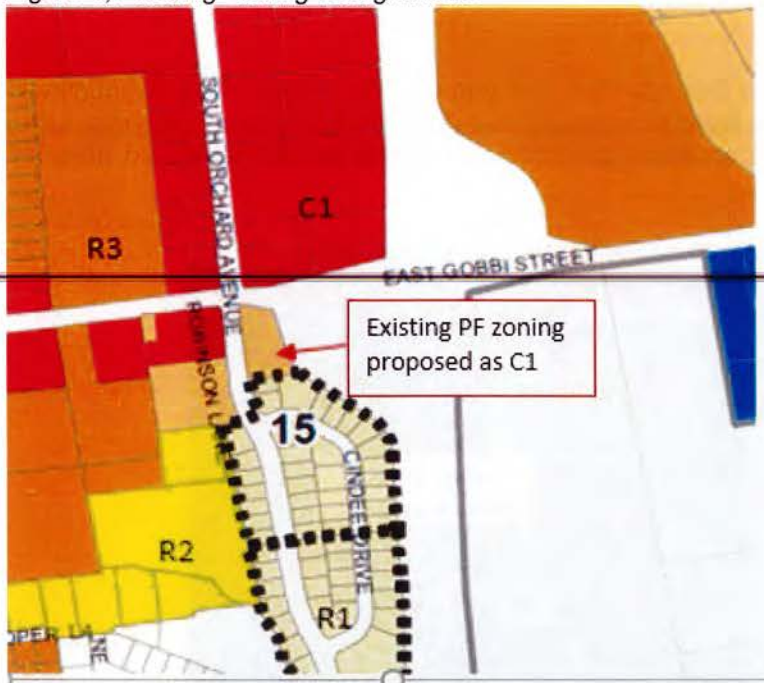 SOUTH ORCHARD AVENUE
C1
R3
EAST GOBBI STREET
ROBINSON LANE
Existing PF zoning
proposed as C1
15
CINDEE DRIVE
R2
R1